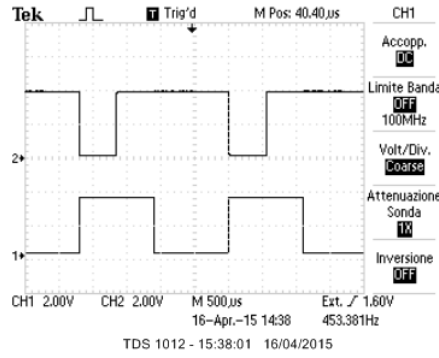 Tek T Trig'd M Pos: 40.40µs CH1
Accopp.
DC
Limite Banda
OFF
100MHz
Volt/Div.
Coarse
2
Attenuazione
Sonda
1X
1
Inversione
OFF
CH1 2.00V CH2 2.00V M 500µs Ext. 1.60V
16-Apr.-15 14:38 453.381Hz
TDS 1012 - 15:38:01 16/04/2015